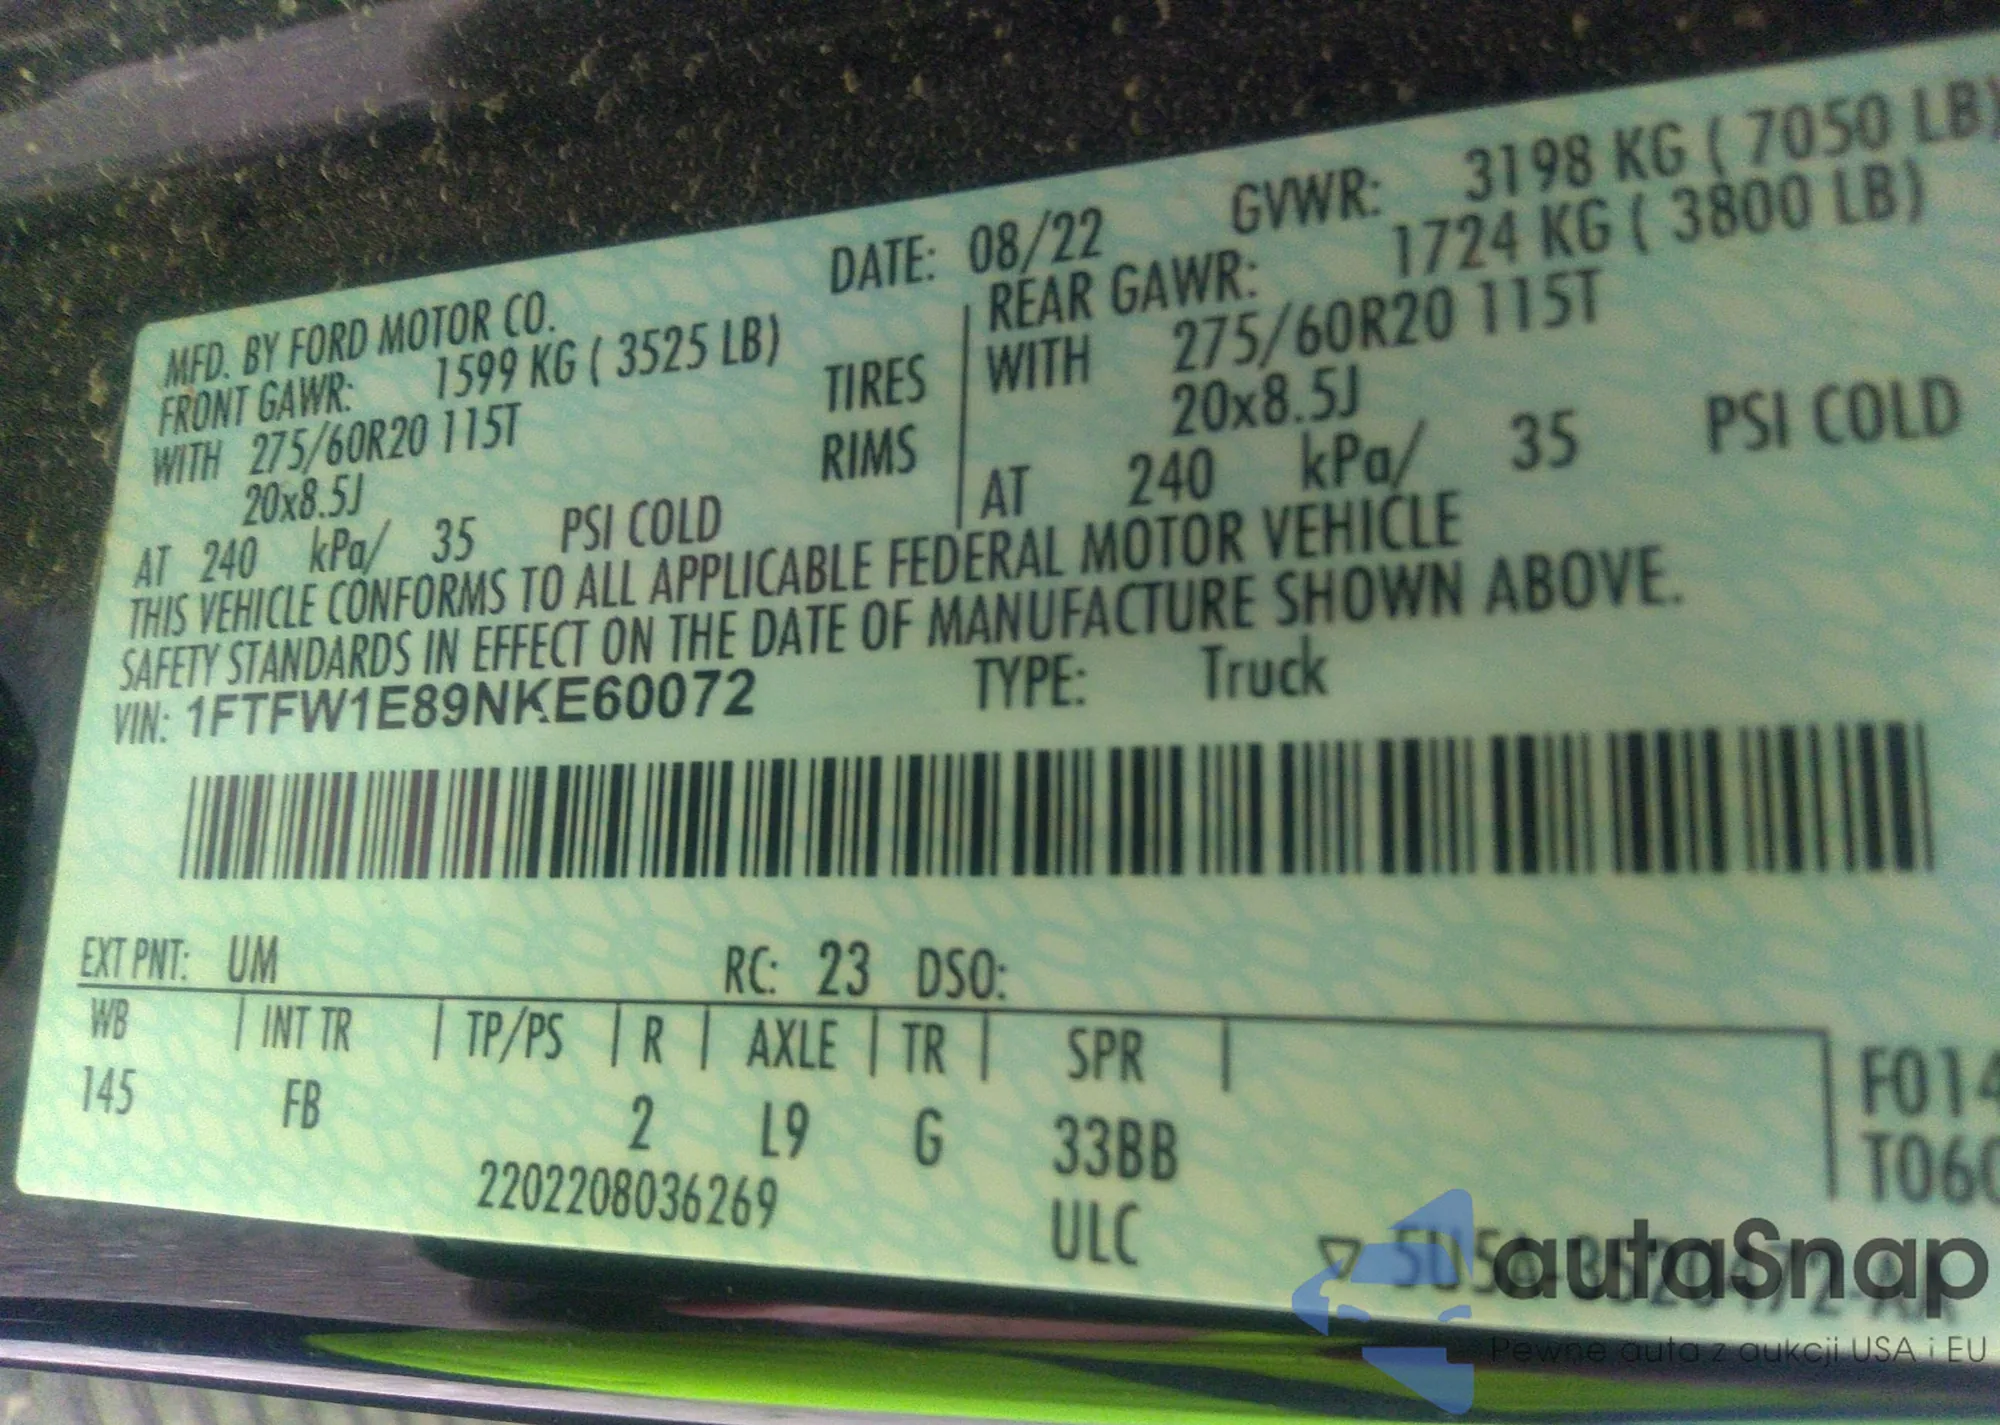 MFD. BY FORD MOTOR CO. DATE: 08/22 GVWR: 3198 KG ( 7050 LB)
FRONT GAWR: 1599 KG ( 3525 LB) REAR GAWR: 1724 KG ( 3800 LB)
WITH 275/60R20 115T TIRES WITH 275/60R20 115T
20x8.5J RIMS 20x8.5J
AT 240 kPa/ 35 PSI COLD AT 240 kPa/ 35 PSI COLD
THIS VEHICLE CONFORMS TO ALL APPLICABLE FEDERAL MOTOR VEHICLE
SAFETY STANDARDS IN EFFECT ON THE DATE OF MANUFACTURE SHOWN ABOVE.
VIN: 1FTFW1E89NKE60072 TYPE: Truck
EXT PNT: UM RC: 23 DSO:
WB INT TR TP/PS R AXLE TR SPR
145 FB 2 L9 G 33BB
2202208036269 ULC
F014
T060
autaSnap
Pewne auta z aukcji USA i EU